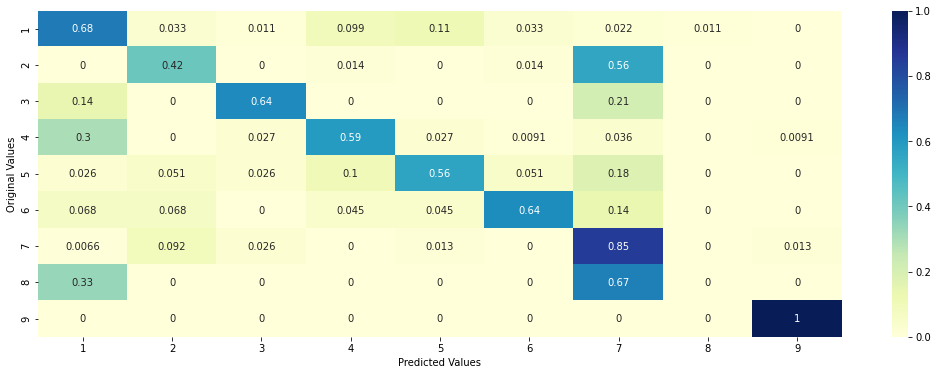 1 0.68 0.033 0.011 0.099 0.11 0.033 0.022 0.011 0 1.0
2 0 0.42 0 0.014 0 0.014 0.56 0 0
3 0.14 0 0.64 0 0 0 0.21 0 0 0.8
4 0.3 0 0.027 0.59 0.027 0.0091 0.036 0 0.0091 0.6
Original Values
5 0.026 0.051 0.026 0.1 0.56 0.051 0.18 0 0
6 0.068 0.068 0 0.045 0.045 0.64 0.14 0 0 0.4
7 0.0066 0.092 0.026 0 0.013 0 0.85 0 0.013
8 0.33 0 0 0 0 0 0.67 0 0 0.2
9 0 0 0 0 0 0 0 0 1 0.0
1 2 3 4 5 6 7 8 9
Predicted Values